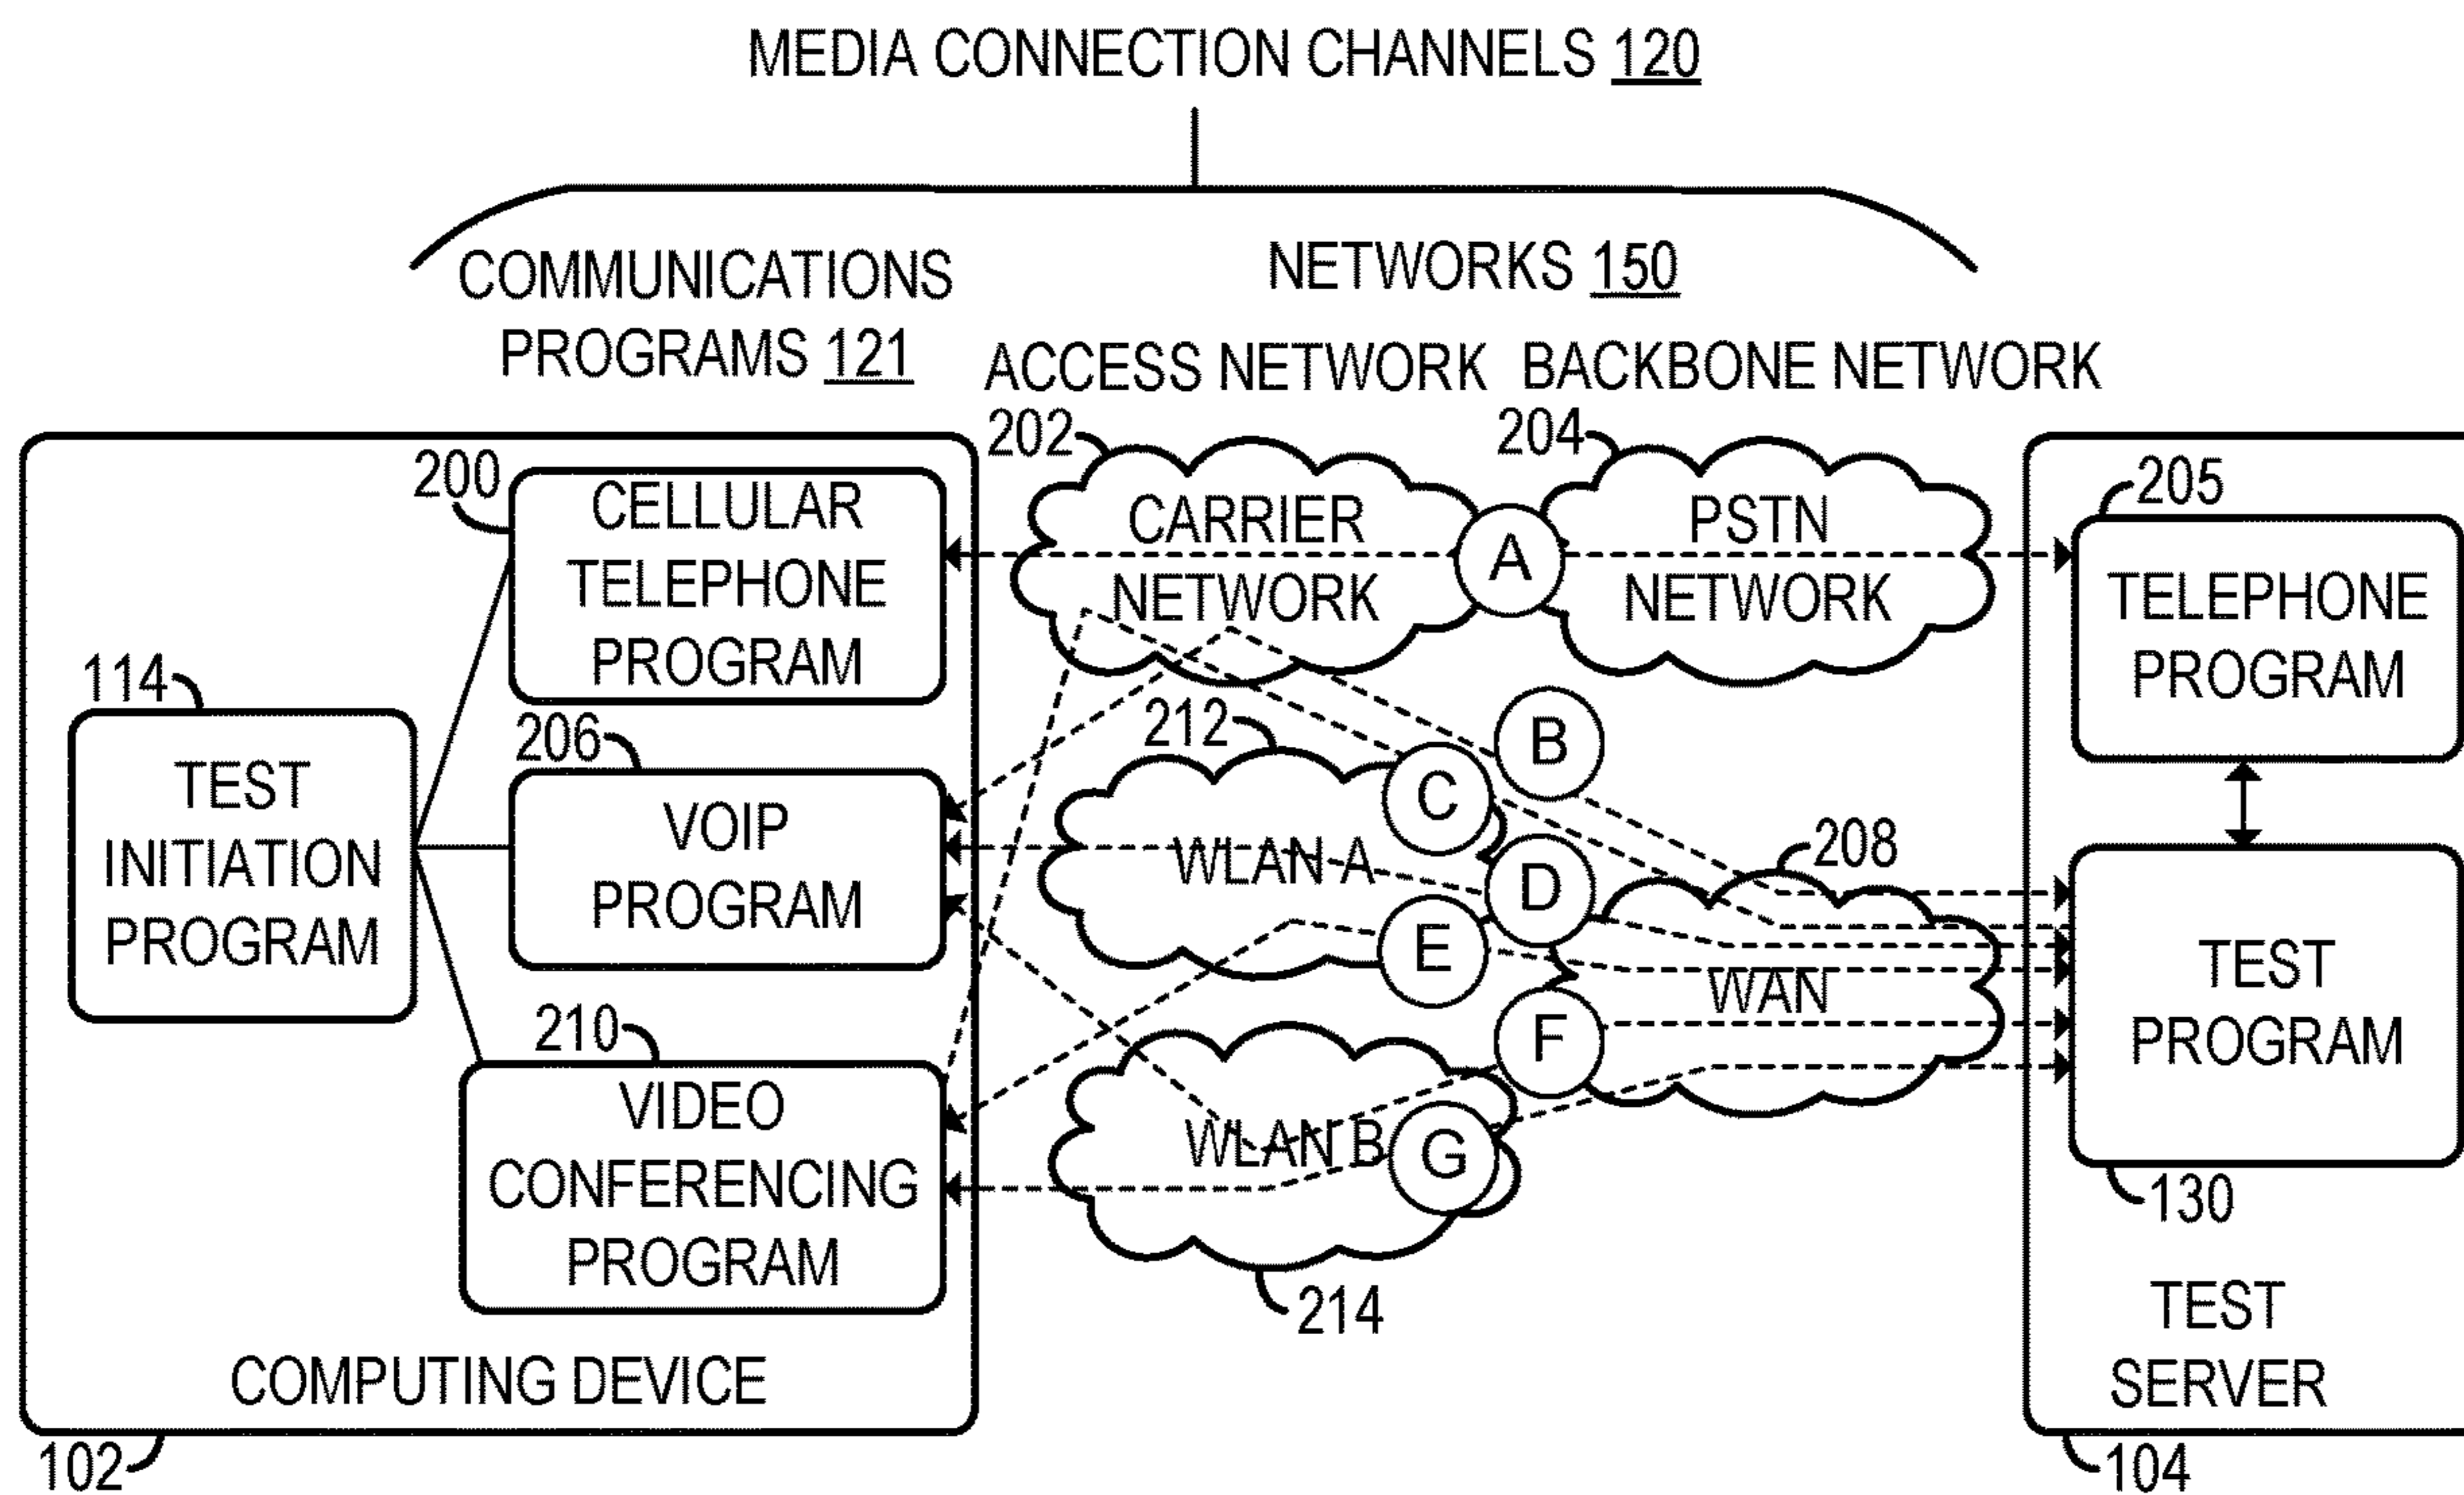 MEDIA CONNECTION CHANNELS 120
COMMUNICATIONS
PROGRAMS 121
NETWORKS 150
ACCESS NETWORK
BACKBONE NETWORK
202
204
200
CELLULAR
TELEPHONE
PROGRAM
CARRIER
NETWORK
A
PSTN
NETWORK
205
TELEPHONE
PROGRAM
114
TEST
INITIATION
PROGRAM
206
VOIP
PROGRAM
212
WLAN A
B
C
D
E
F
G
208
WAN
TEST
PROGRAM
130
210
VIDEO
CONFERENCING
PROGRAM
WLAN B
214
COMPUTING DEVICE
102
TEST
SERVER
104